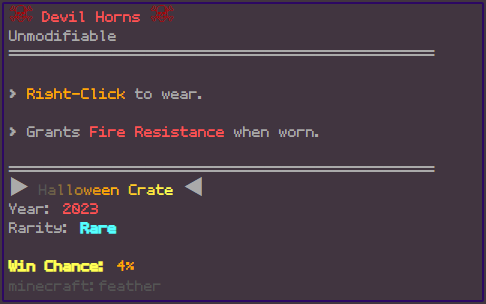 Devil Horns
Unmodifiable
> Right-Click to wear.
> Grants Fire Resistance when worn.
▶ Halloween Crate ◀
Year: 2023
Rarity: Rare
Win Chance: 4%
minecraft:feather